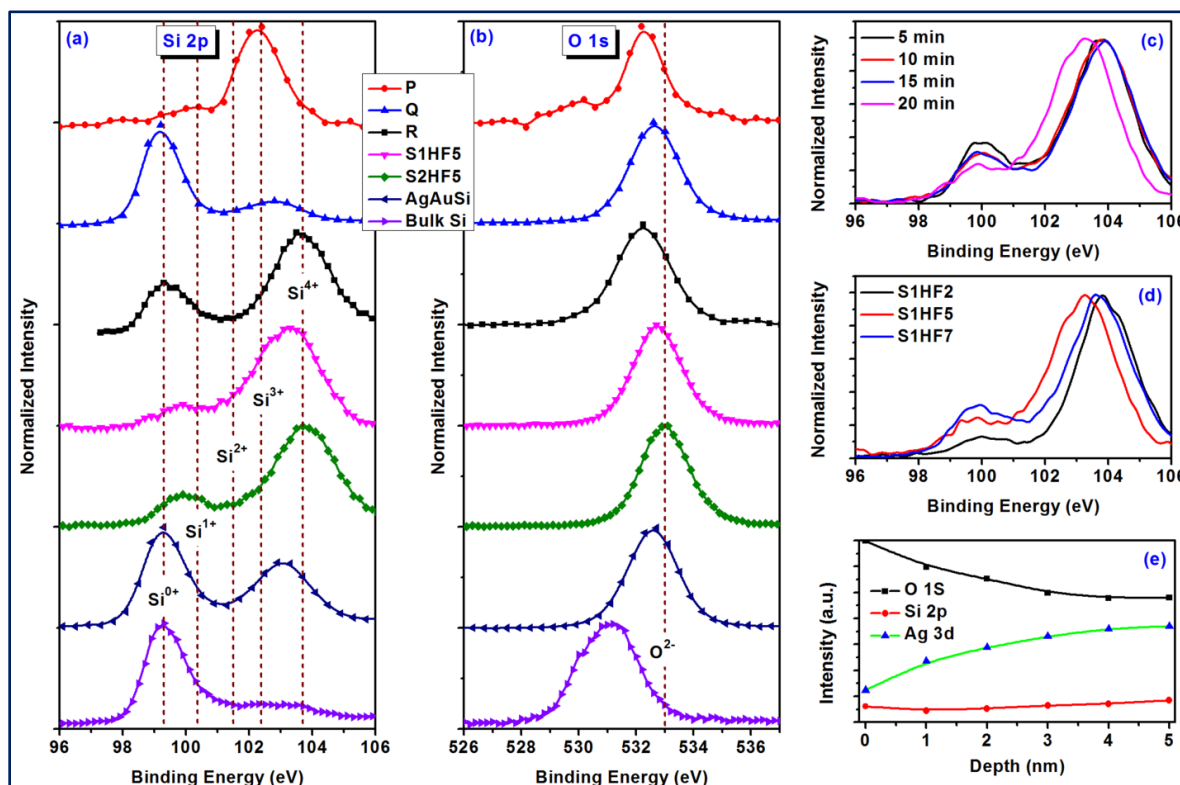 (a)
Si 2p
P
Q
R
S1HF5
S2HF5
AgAuSi
Bulk Si
Si4+
Si3+
Si2+
Si1+
Si0+
Normalized Intensity
96 98 100 102 104 106
Binding Energy (eV)
(b)
O 1s
O2-
Normalized Intensity
526 528 530 532 534 536
Binding Energy (eV)
(c)
5 min
10 min
15 min
20 min
Normalized Intensity
96 98 100 102 104 106
Binding Energy (eV)
(d)
S1HF2
S1HF5
S1HF7
Normalized Intensity
96 98 100 102 104 106
Binding Energy (eV)
(e)
O 1S
Si 2p
Ag 3d
Intensity (a.u.)
0 1 2 3 4 5
Depth (nm)